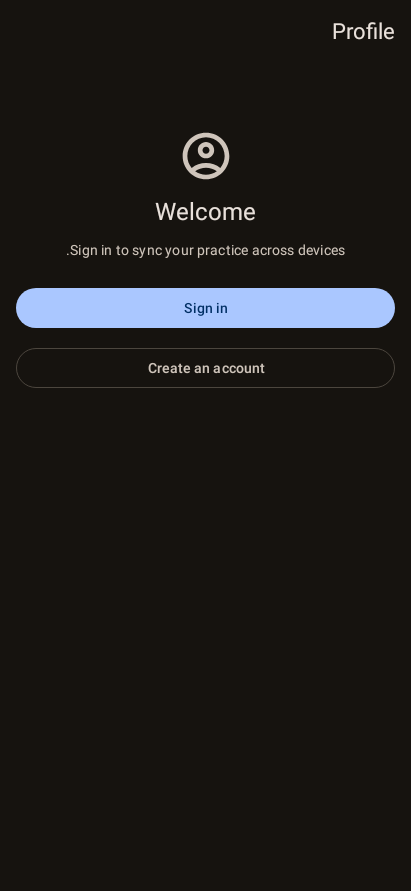 Profile
Welcome
.Sign in to sync your practice across devices
Sign in
Create an account